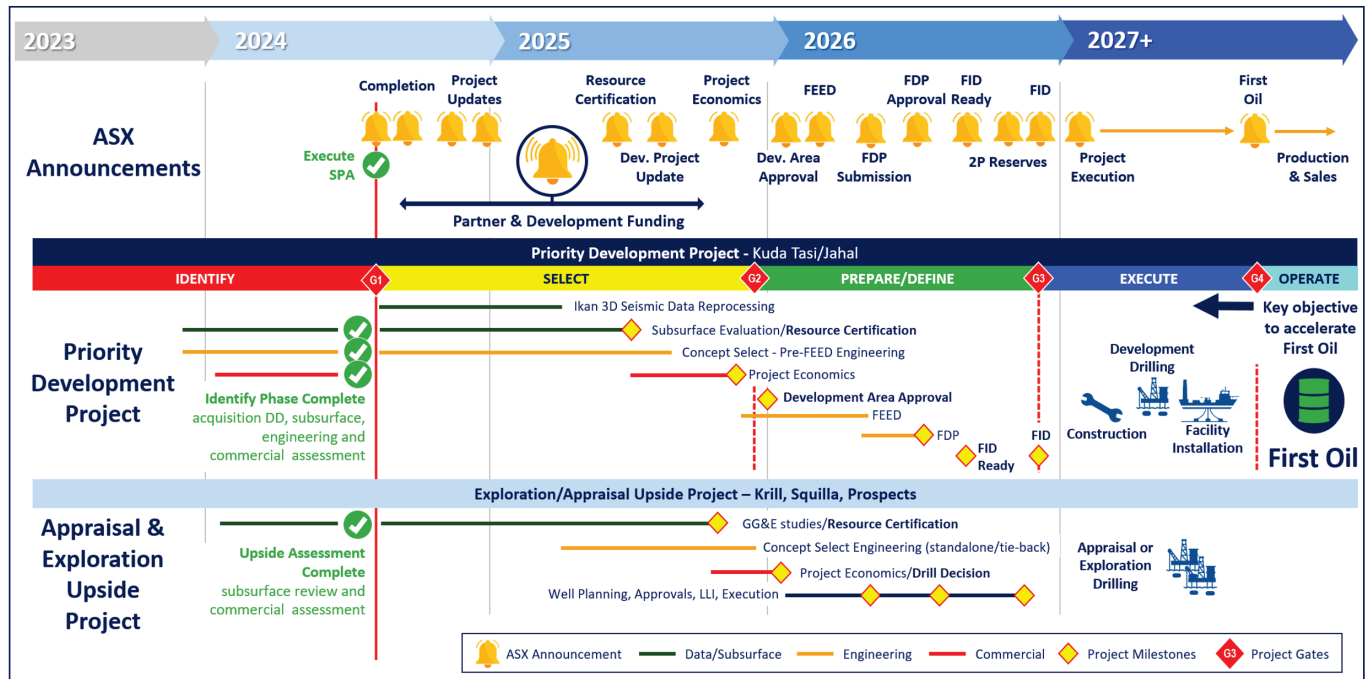 2023
2024
2025
2026
2027+
ASX
Announcements
Completion
Project
Updates
Resource
Certification
Project
Economics
FEED
FDP
Approval
FID
Ready
FID
First
Oil
Execute
SPA
Dev. Project
Update
Dev. Area
Approval
FDP
Submission
2P Reserves
Project
Execution
Production
& Sales
Partner & Development Funding
Priority Development Project - Kuda Tasi/Jahal
IDENTIFY
G1
SELECT
G2
PREPARE/DEFINE
G3
EXECUTE
G4
OPERATE
Priority
Development
Project
Ikan 3D Seismic Data Reprocessing
Subsurface Evaluation/Resource Certification
Concept Select - Pre-FEED Engineering
Project Economics
Identify Phase Complete
acquisition DD, subsurface,
engineering and
commercial assessment
Development Area Approval
FEED
FDP
FID
Ready
FID
Key objective
to accelerate
First Oil
Development
Drilling
Construction
Facility
Installation
First Oil
Exploration/Appraisal Upside Project – Krill, Squilla, Prospects
Appraisal &
Exploration
Upside
Project
Upside Assessment
Complete
subsurface review and
commercial assessment
GG&E studies/Resource Certification
Concept Select Engineering (standalone/tie-back)
Project Economics/Drill Decision
Well Planning, Approvals, LLI, Execution
Appraisal or
Exploration
Drilling
ASX Announcement
Data/Subsurface
Engineering
Commercial
Project Milestones
G3
Project Gates